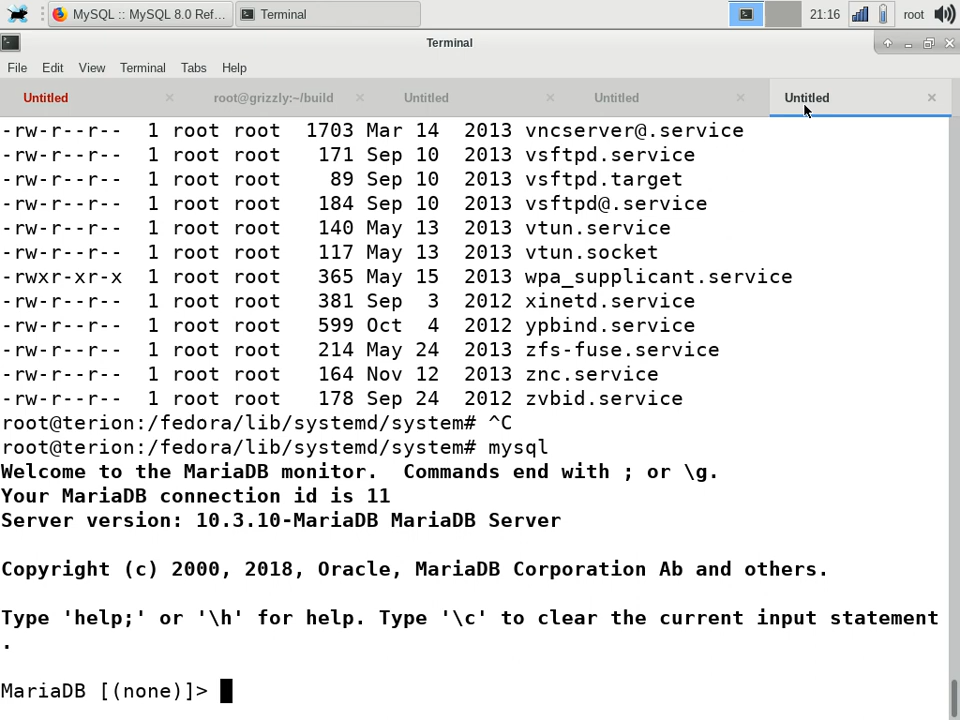 MySQL :: MySQL 8.0 Ref...
Terminal
21:16
root
Terminal
File Edit View Terminal Tabs Help
Untitled
root@grizzly:~/build
Untitled
Untitled
Untitled
-rw-r--r--  1 root root  1703 Mar 14  2013 vncserver@.service
-rw-r--r--  1 root root   171 Sep 10  2013 vsftpd.service
-rw-r--r--  1 root root    89 Sep 10  2013 vsftpd.target
-rw-r--r--  1 root root   184 Sep 10  2013 vsftpd@.service
-rw-r--r--  1 root root   140 May 13  2013 vtun.service
-rw-r--r--  1 root root   117 May 13  2013 vtun.socket
-rwxr-xr-x  1 root root   365 May 15  2013 wpa_supplicant.service
-rw-r--r--  1 root root   381 Sep  3  2012 xinetd.service
-rw-r--r--  1 root root   599 Oct  4  2012 ypbind.service
-rw-r--r--  1 root root   214 May 24  2013 zfs-fuse.service
-rw-r--r--  1 root root   164 Nov 12  2013 znc.service
-rw-r--r--  1 root root   178 Sep 24  2012 zvbid.service
root@terion:/fedora/lib/systemd/system# ^C
root@terion:/fedora/lib/systemd/system# mysql
Welcome to the MariaDB monitor.  Commands end with ; or \g.
Your MariaDB connection id is 11
Server version: 10.3.10-MariaDB MariaDB Server
Copyright (c) 2000, 2018, Oracle, MariaDB Corporation Ab and others.
Type 'help;' or '\h' for help. Type '\c' to clear the current input statement
.
MariaDB [(none)]>